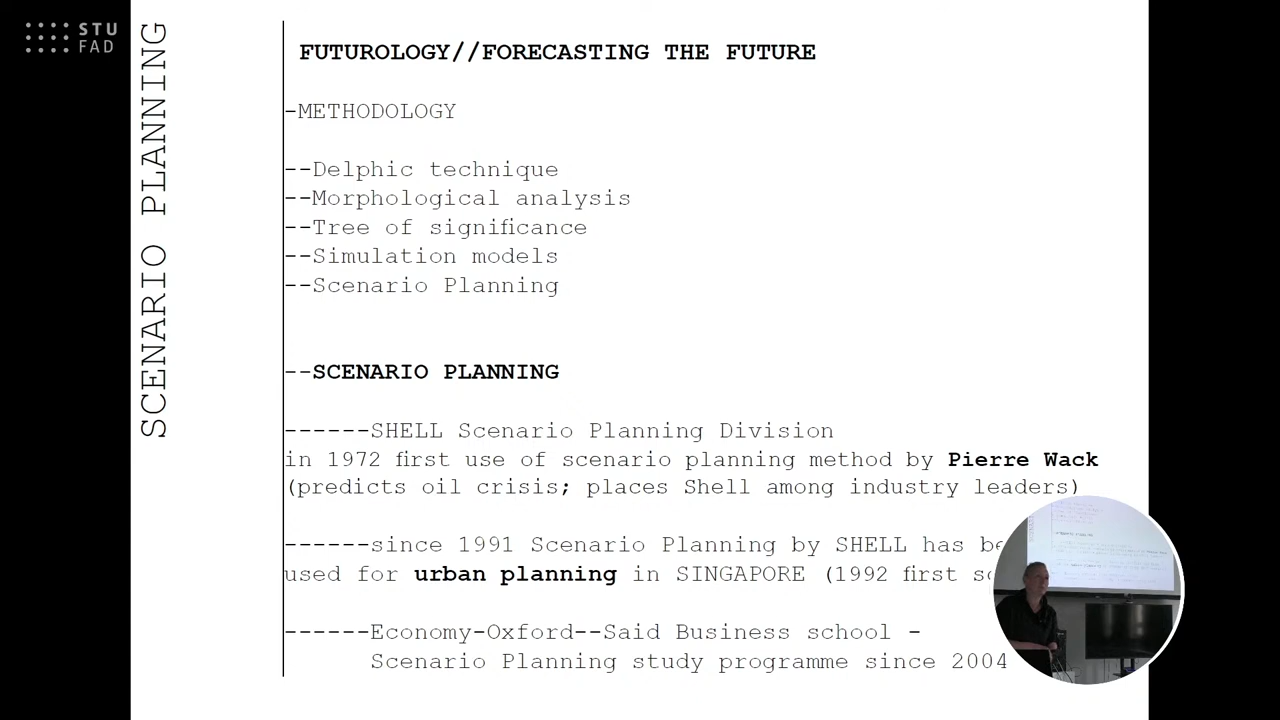 STU
FAD
SCENARIO PLANNING
FUTUROLOGY//FORECASTING THE FUTURE
-METHODOLOGY
--Delphic technique
--Morphological analysis
--Tree of significance
--Simulation models
--Scenario Planning
--SCENARIO PLANNING
------SHELL Scenario Planning Division
in 1972 first use of scenario planning method by Pierre Wack
(predicts oil crisis; places Shell among industry leaders)
------since 1991 Scenario Planning by SHELL has
used for urban planning in SINGAPORE (1992 first
------Economy-Oxford--Said Business school -
Scenario Planning study programme since 2004